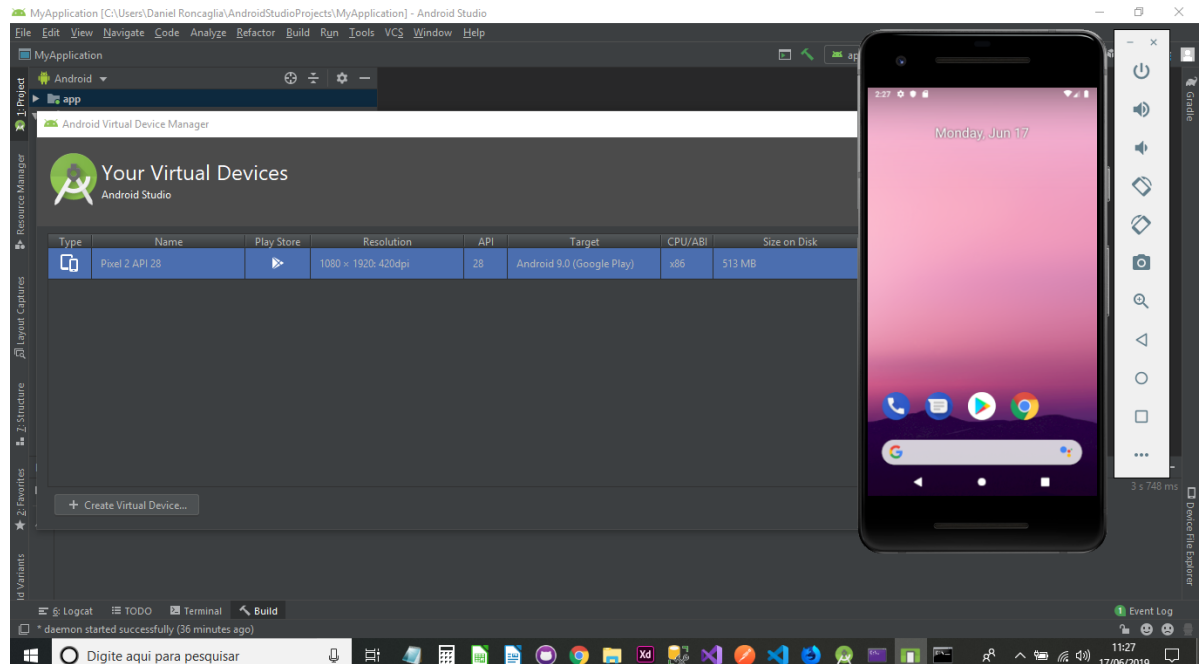 MyApplication [C:\Users\Daniel Roncaglia\AndroidStudioProjects\MyApplication] - Android Studio
File Edit View Navigate Code Analyze Refactor Build Run Tools VCS Window Help
MyApplication
Android
app
1: Project
Resource Manager
Layout Captures
Z: Structure
2: Favorites
Variants
Android Virtual Device Manager
Your Virtual Devices
Android Studio
Type Name Play Store Resolution API Target CPU/ABI Size on Disk
Pixel 2 API 28 1080 × 1920: 420dpi 28 Android 9.0 (Google Play) x86 513 MB
+ Create Virtual Device...
2:27
Monday, Jun 17
Gradle
3 s 748 ms
Device File Explorer
6: Logcat TODO Terminal Build
1 Event Log
* daemon started successfully (36 minutes ago)
Digite aqui para pesquisar
Xd
11:27
17/06/2019